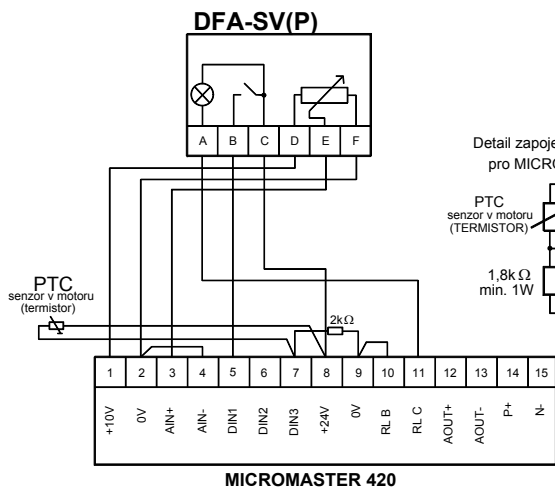 DFA-SV(P)
A B C D E F
Detail zapoje
pro MICR
PTC
senzor v motoru
(TERMISTOR)
1,8kΩ
min. 1W
PTC
senzor v motoru
(termistor)
2kΩ
1 2 3 4 5 6 7 8 9 10 11 12 13 14 15
+10V
0V
AIN+
AIN-
DIN1
DIN2
DIN3
+24V
0V
RL B
RL C
AOUT+
AOUT-
P+
N-
MICROMASTER 420